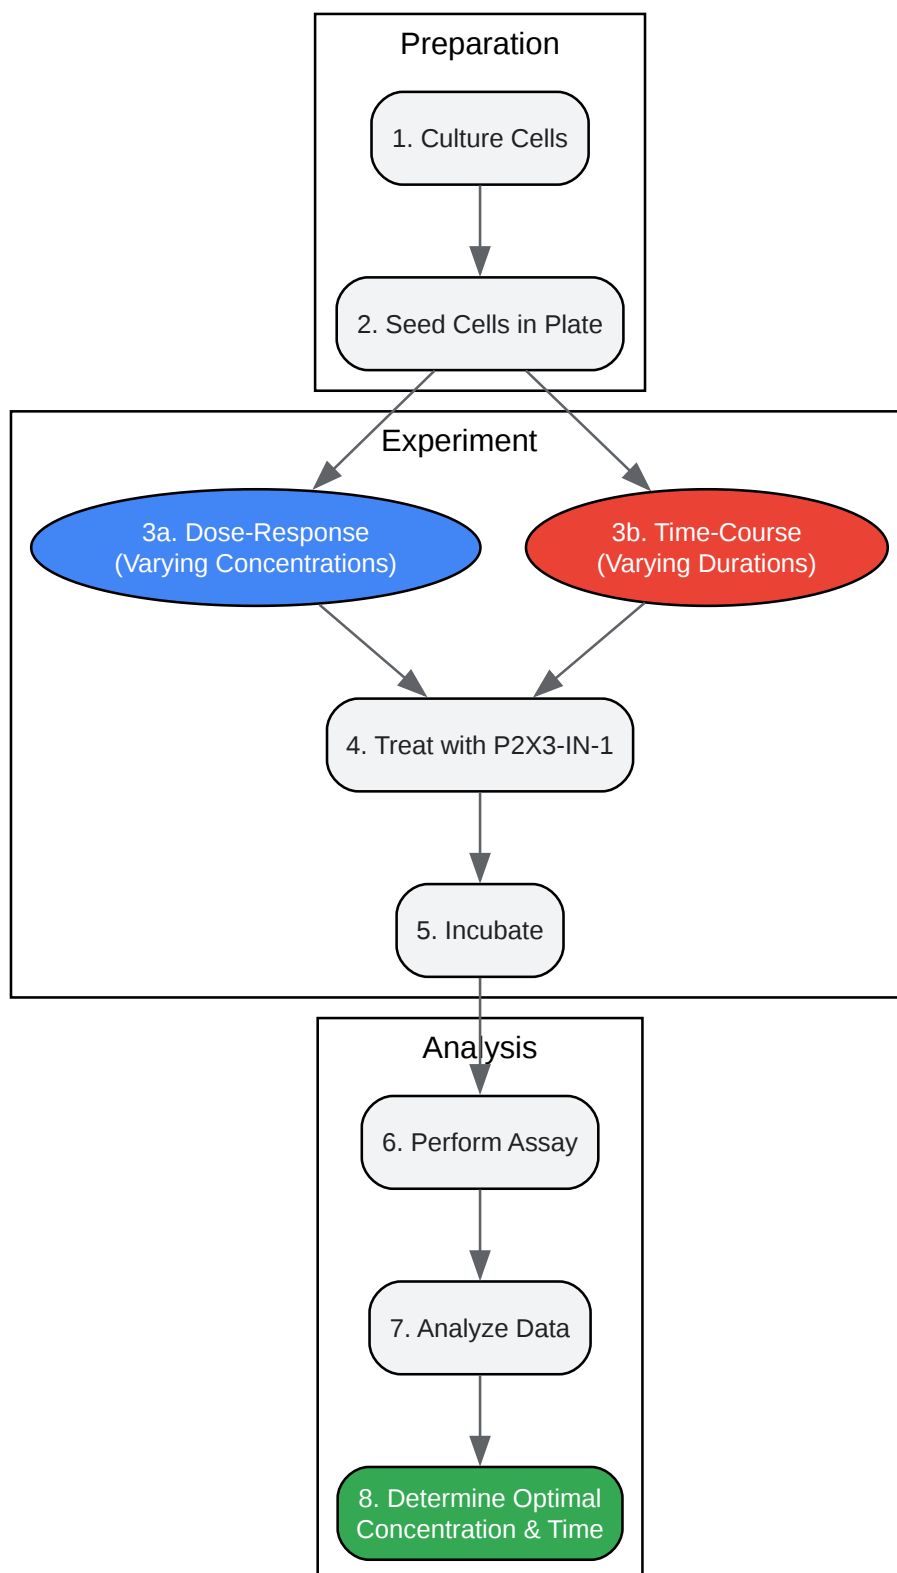 Preparation
1. Culture Cells
2. Seed Cells in Plate
Experiment
3a. Dose-Response
(Varying Concentrations)
3b. Time-Course
(Varying Durations)
4. Treat with P2X3-IN-1
5. Incubate
Analysis
6. Perform Assay
7. Analyze Data
8. Determine Optimal
Concentration & Time